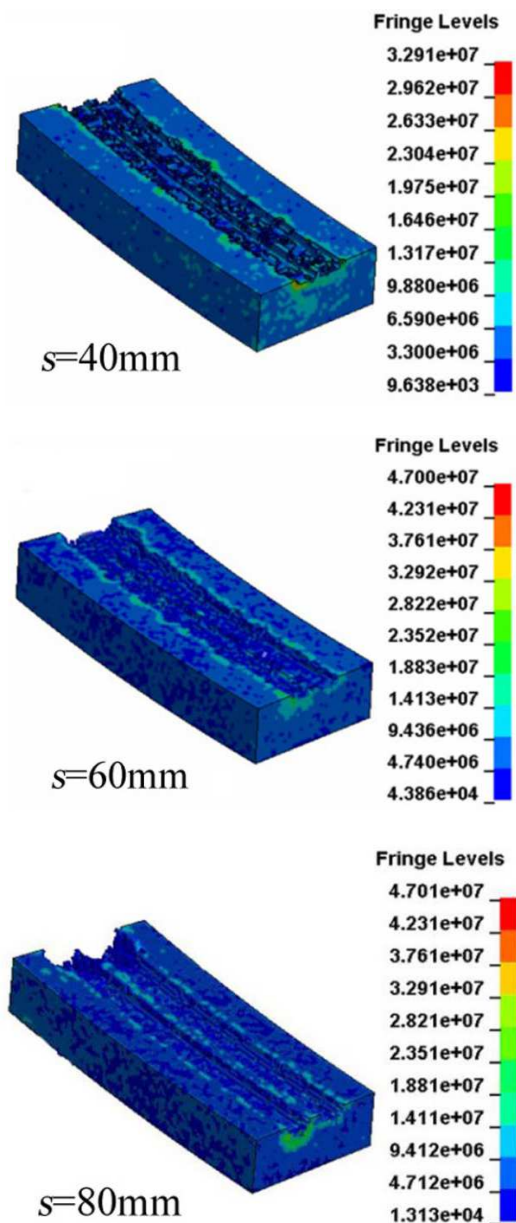 Fringe Levels
3.291e+07
2.962e+07
2.633e+07
2.304e+07
1.975e+07
1.646e+07
1.317e+07
9.880e+06
6.590e+06
3.300e+06
9.638e+03
s=40mm
Fringe Levels
4.700e+07
4.231e+07
3.761e+07
3.292e+07
2.822e+07
2.352e+07
1.883e+07
1.413e+07
9.436e+06
4.740e+06
4.386e+04
s=60mm
Fringe Levels
4.701e+07
4.231e+07
3.761e+07
3.291e+07
2.821e+07
2.351e+07
1.881e+07
1.411e+07
9.412e+06
4.712e+06
1.313e+04
s=80mm